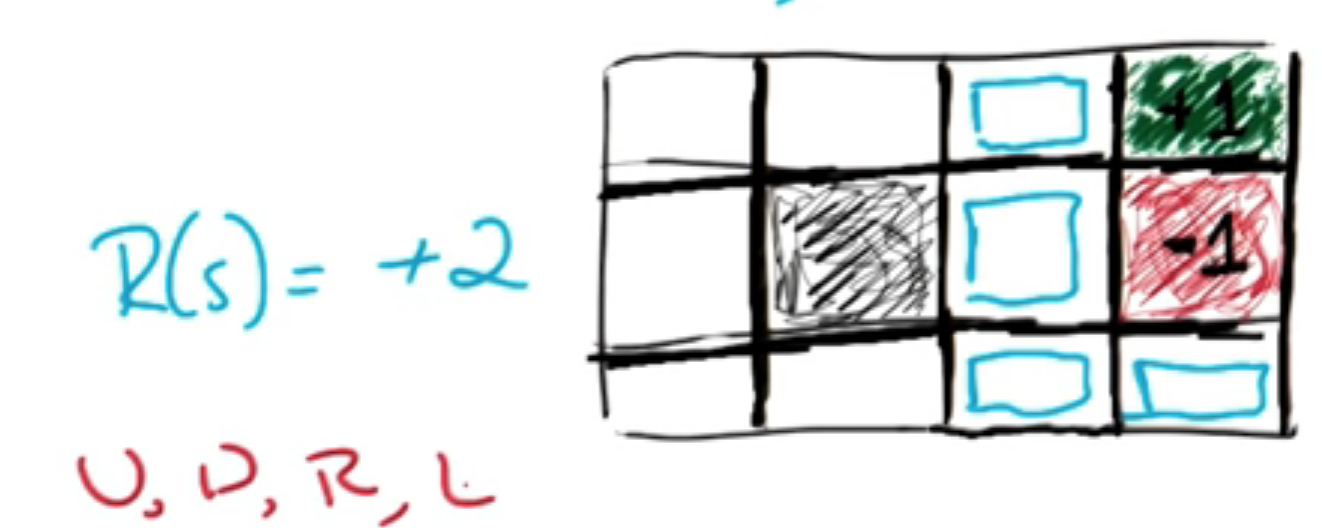 +1
R(s) = +2
-1
U, D, R, L